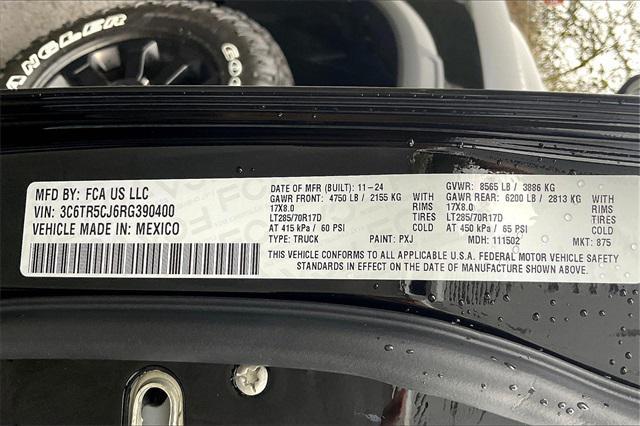 WRANGLER
GOOD
MFD BY: FCA US LLC
VIN: 3C6TR5CJ6RG390400
VEHICLE MADE IN: MEXICO
DATE OF MFR (BUILT): 11-24
GAWR FRONT: 4750 LB / 2155 KG WITH
17X8.0 RIMS
LT285/70R17D TIRES
AT 415 kPa / 60 PSI COLD
TYPE: TRUCK PAINT: PXJ
GVWR: 8565 LB / 3886 KG
GAWR REAR: 6200 LB / 2813 KG WITH
17X8.0 RIMS
LT285/70R17D TIRES
AT 450 kPa / 65 PSI COLD
MDH: 111502 MKT: 875
THIS VEHICLE CONFORMS TO ALL APPLICABLE U.S.A. FEDERAL MOTOR VEHICLE SAFETY
STANDARDS IN EFFECT ON THE DATE OF MANUFACTURE SHOWN ABOVE.